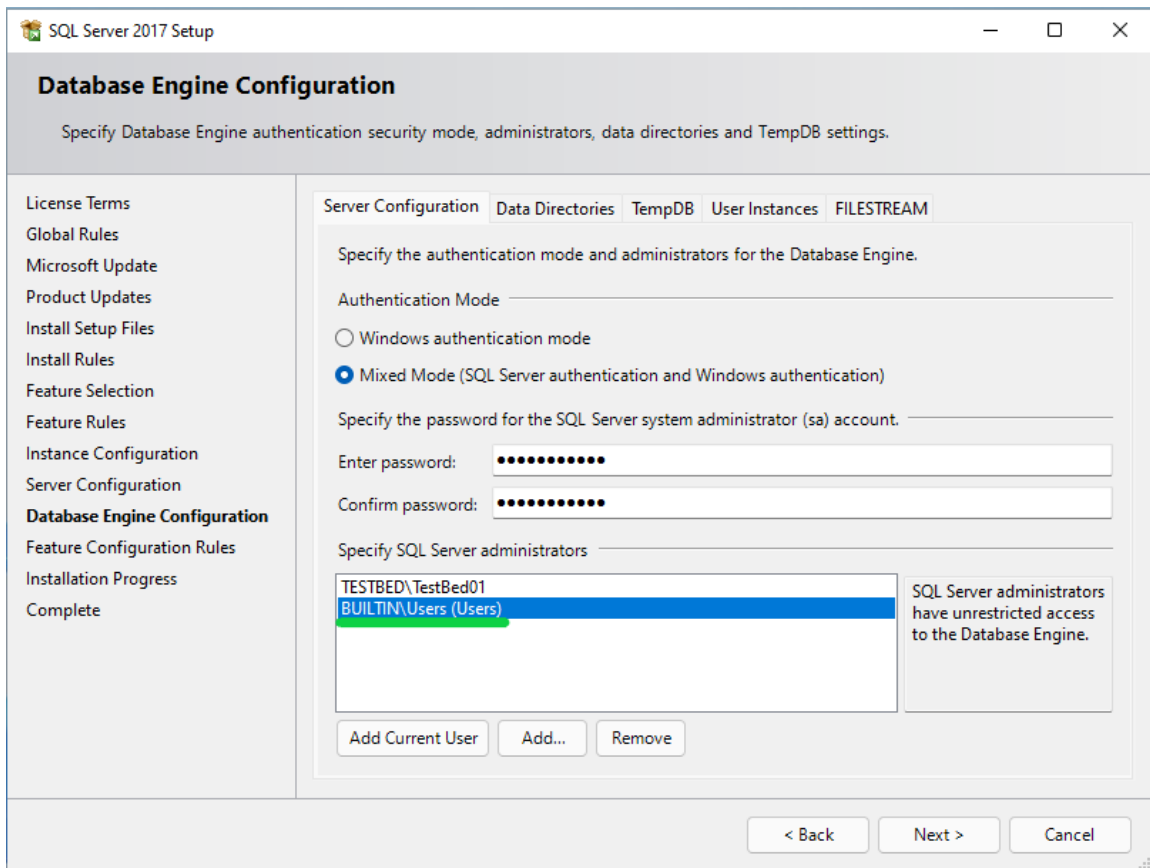 SQL Server 2017 Setup
Database Engine Configuration
Specify Database Engine authentication security mode, administrators, data directories and TempDB settings.
License Terms
Global Rules
Microsoft Update
Product Updates
Install Setup Files
Install Rules
Feature Selection
Feature Rules
Instance Configuration
Server Configuration
Database Engine Configuration
Feature Configuration Rules
Installation Progress
Complete
Server Configuration Data Directories TempDB User Instances FILESTREAM
Specify the authentication mode and administrators for the Database Engine.
Authentication Mode
Windows authentication mode
Mixed Mode (SQL Server authentication and Windows authentication)
Specify the password for the SQL Server system administrator (sa) account.
Enter password: ●●●●●●●●●●●
Confirm password: ●●●●●●●●●●●
Specify SQL Server administrators
TESTBED\TestBed01
BUILTIN\Users (Users)
SQL Server administrators
have unrestricted access
to the Database Engine.
Add Current User Add... Remove
< Back Next > Cancel